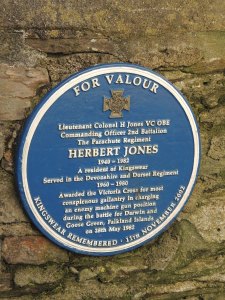 FOR VALOUR
Lieutenant Colonel H Jones VC OBE
Commanding Officer 2nd Battalion
The Parachute Regiment
HERBERT JONES
1940 - 1982
A resident of Kingswear
Served in the Devonshire and Dorset Regiment
1960 - 1980
Awarded the Victoria Cross for most
conspicuous gallantry in charging
an enemy machine gun position
during the battle for Darwin and
Goose Green, Falkland Islands
on 28th May 1982
KINGSWEAR REMEMBERED · 11TH NOVEMBER 2002